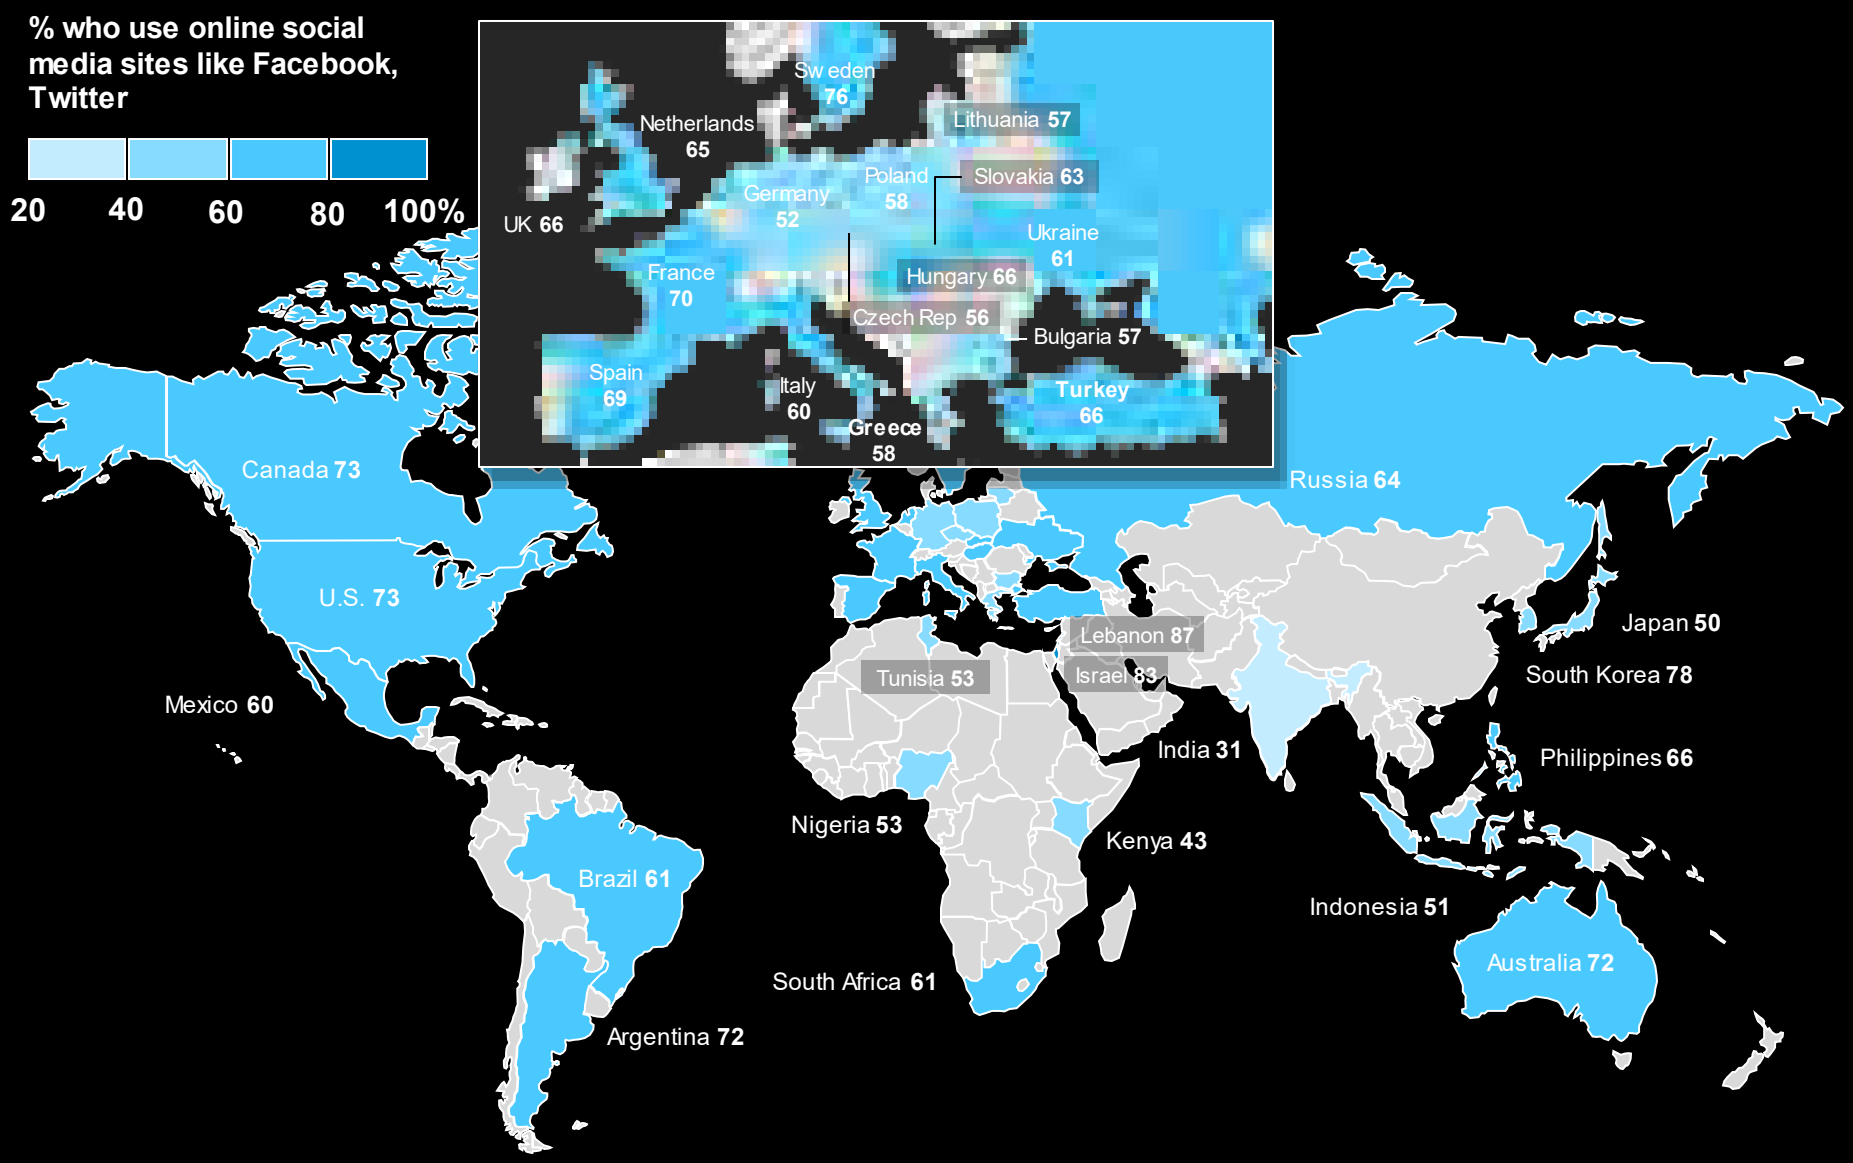 % who use online social
media sites like Facebook,
Twitter
20 40 60 80 100%
Sweden
76
Netherlands
65
Lithuania 57
Germany
52
Poland
58
Slovakia 63
UK 66
Ukraine
61
France
70
Hungary 66
Czech Rep 56
Bulgaria 57
Spain
69
Italy
60
Turkey
66
Greece
58
Canada 73
Russia 64
U.S. 73
Japan 50
Lebanon 87
Tunisia 53
Israel 83
South Korea 78
Mexico 60
India 31
Philippines 66
Nigeria 53
Kenya 43
Brazil 61
Indonesia 51
Australia 72
South Africa 61
Argentina 72